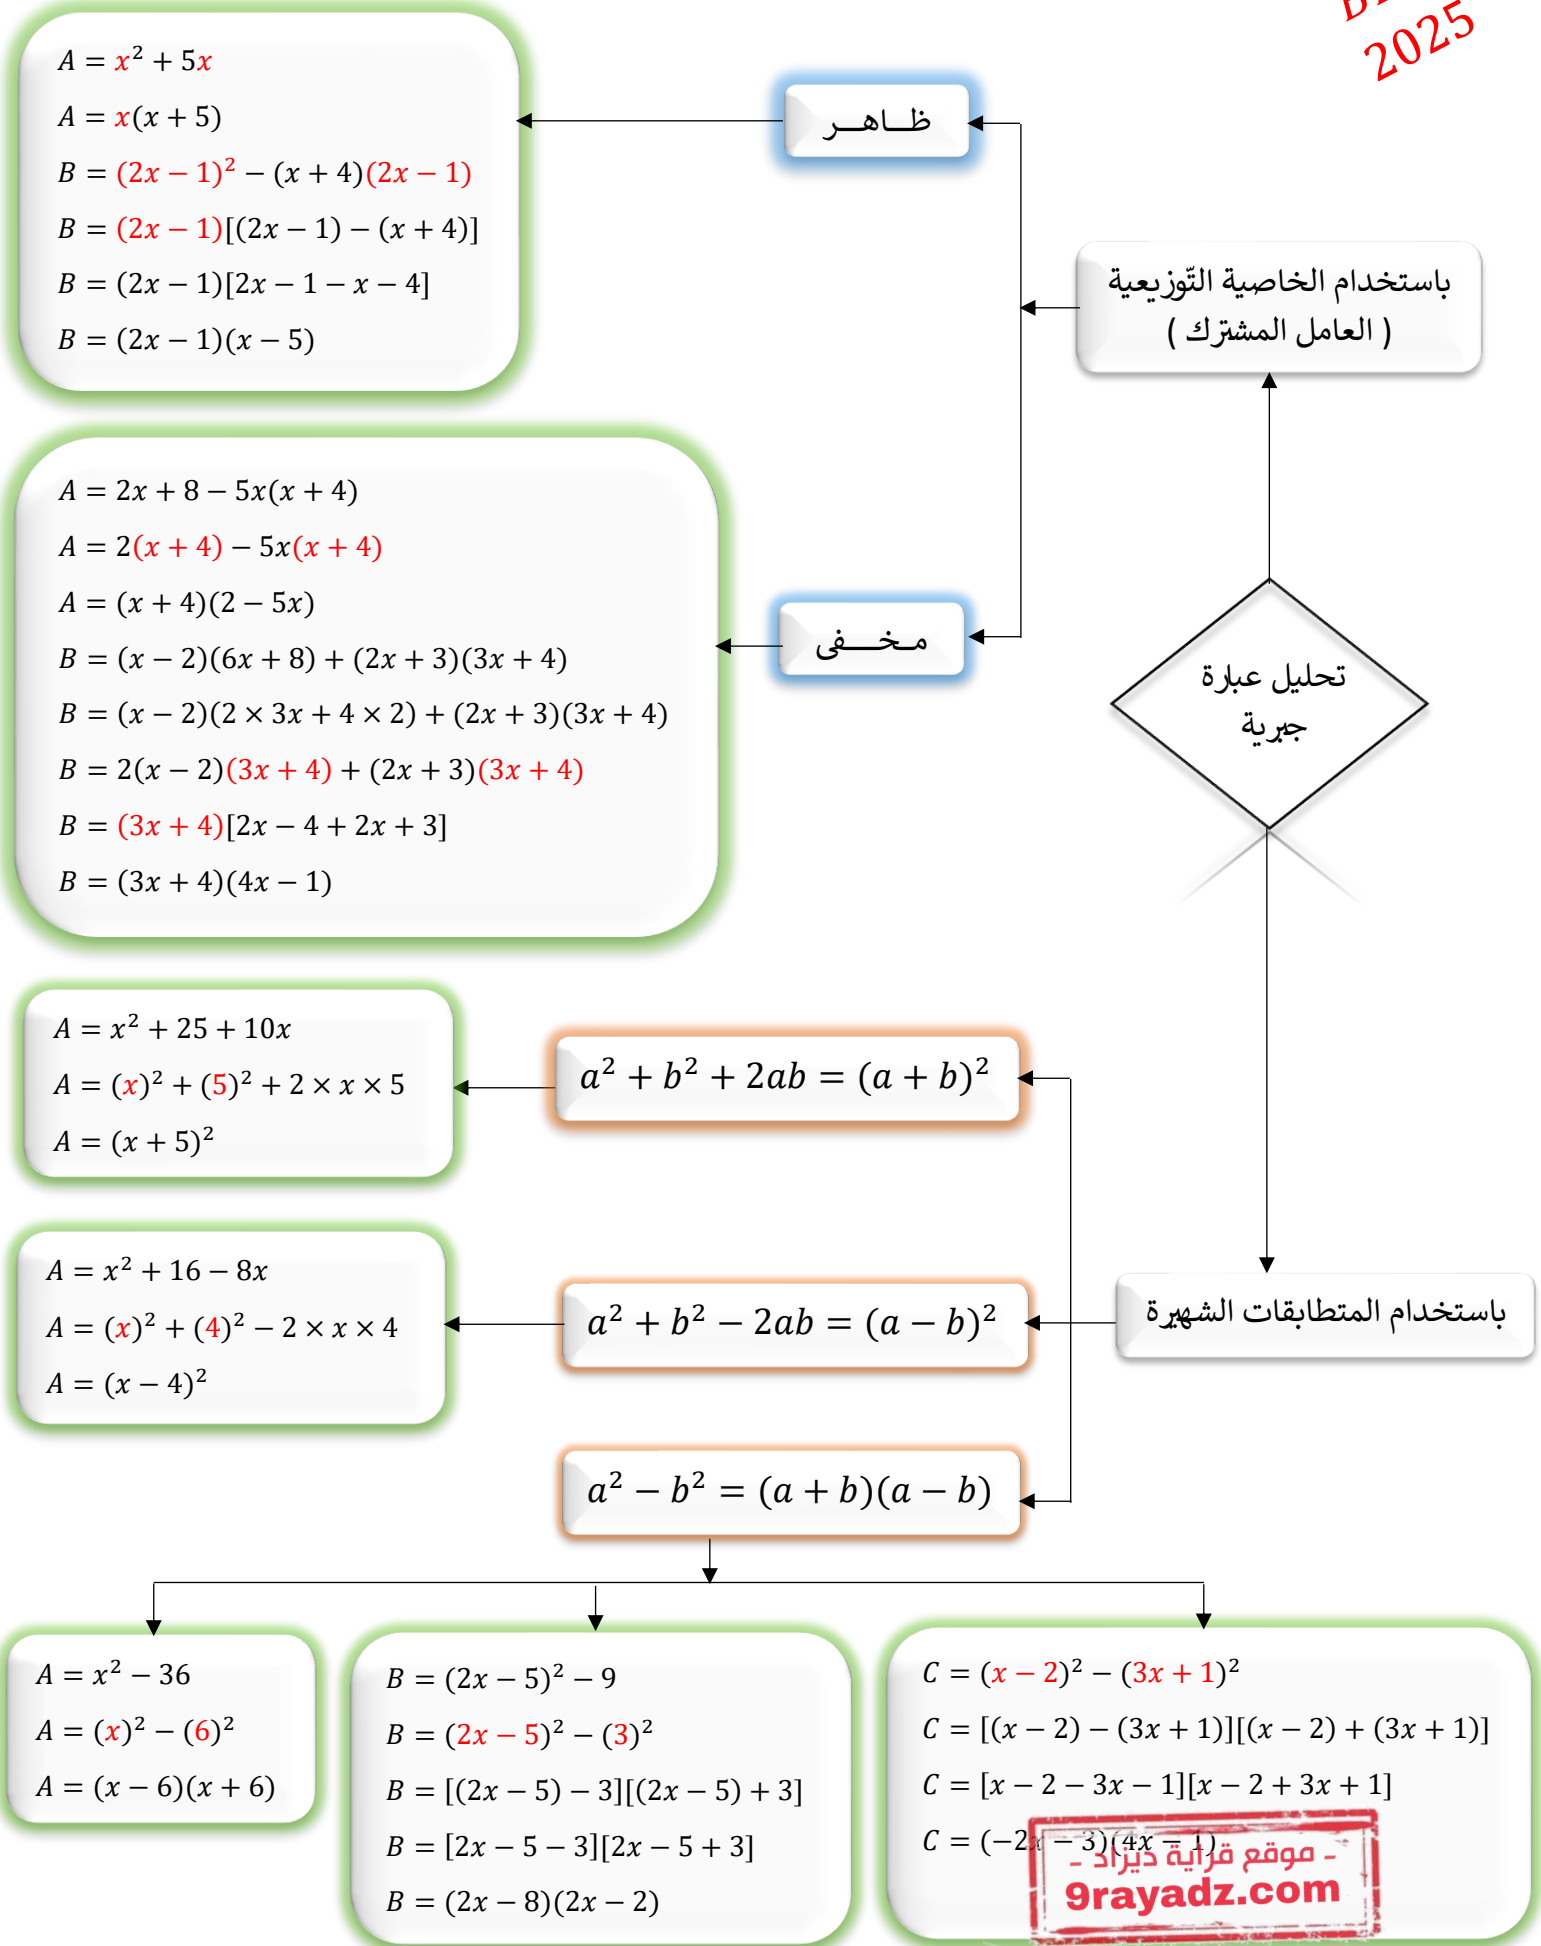 2025
تحليل عبارة
جبرية
باستخدام الخاصية التّوزيعية
( العامل المشترك )
ظــاهــر
A = x² + 5x
A = x(x + 5)
B = (2x − 1)² − (x + 4)(2x − 1)
B = (2x − 1)[(2x − 1) − (x + 4)]
B = (2x − 1)[2x − 1 − x − 4]
B = (2x − 1)(x − 5)
مـخــــفى
A = 2x + 8 − 5x(x + 4)
A = 2(x + 4) − 5x(x + 4)
A = (x + 4)(2 − 5x)
B = (x − 2)(6x + 8) + (2x + 3)(3x + 4)
B = (x − 2)(2 × 3x + 4 × 2) + (2x + 3)(3x + 4)
B = 2(x − 2)(3x + 4) + (2x + 3)(3x + 4)
B = (3x + 4)[2x − 4 + 2x + 3]
B = (3x + 4)(4x − 1)
باستخدام المتطابقات الشهيرة
a² + b² + 2ab = (a + b)²
A = x² + 25 + 10x
A = (x)² + (5)² + 2 × x × 5
A = (x + 5)²
a² + b² − 2ab = (a − b)²
A = x² + 16 − 8x
A = (x)² + (4)² − 2 × x × 4
A = (x − 4)²
a² − b² = (a + b)(a − b)
A = x² − 36
A = (x)² − (6)²
A = (x − 6)(x + 6)
B = (2x − 5)² − 9
B = (2x − 5)² − (3)²
B = [(2x − 5) − 3][(2x − 5) + 3]
B = [2x − 5 − 3][2x − 5 + 3]
B = (2x − 8)(2x − 2)
C = (x − 2)² − (3x + 1)²
C = [(x − 2) − (3x + 1)][(x − 2) + (3x + 1)]
C = [x − 2 − 3x − 1][x − 2 + 3x + 1]
C = (−2x − 3)(4x − 1)
- موقع قراية ديزاد -
9rayadz.com